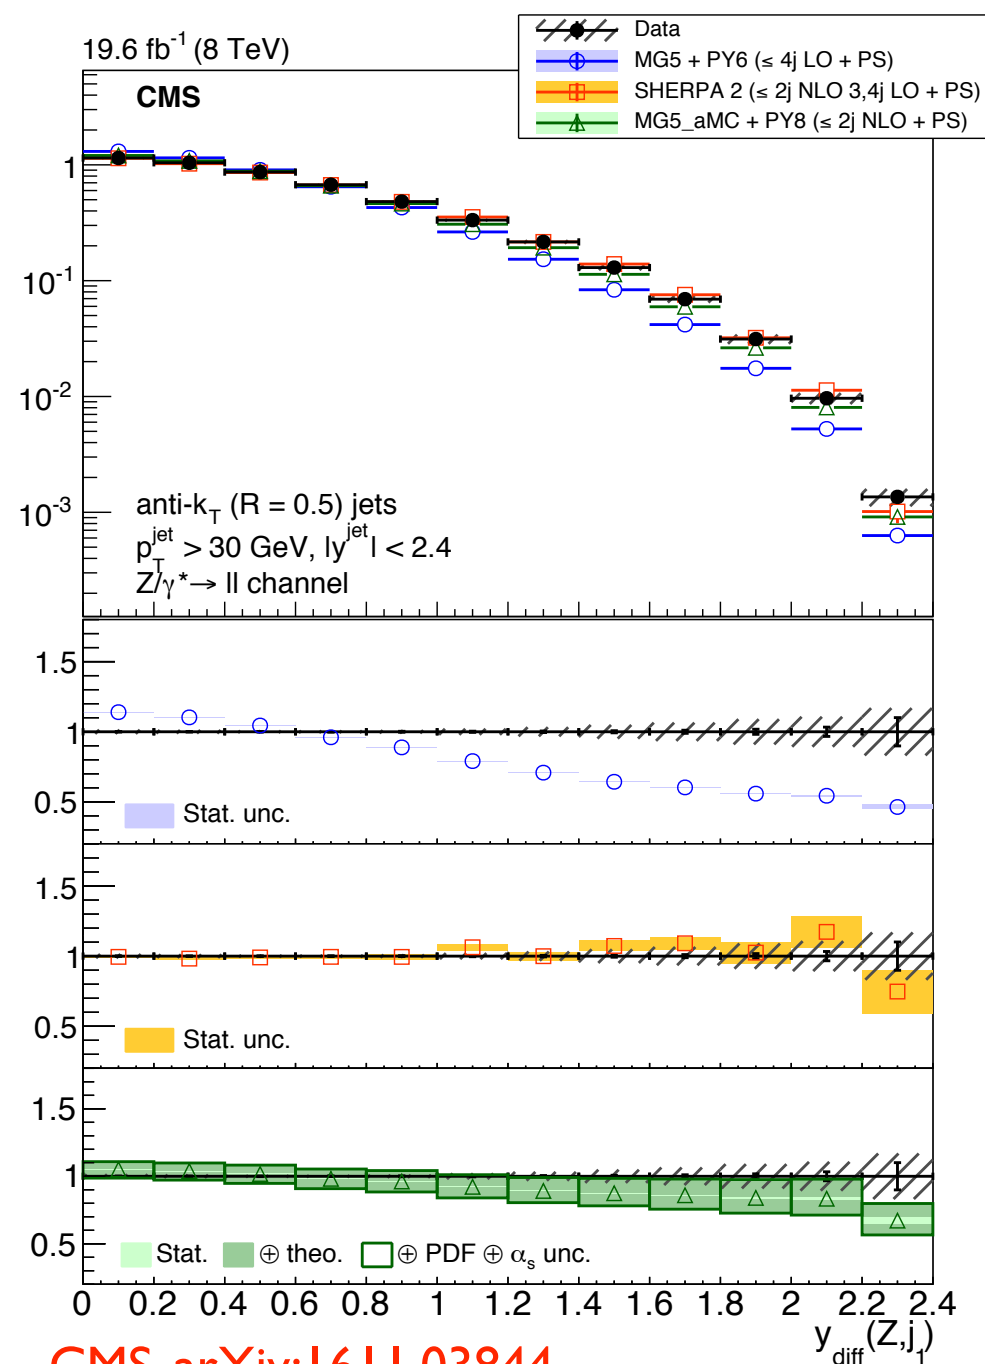 19.6 fb-1 (8 TeV)
Data
MG5 + PY6 (≤ 4j LO + PS)
SHERPA 2 (≤ 2j NLO 3,4j LO + PS)
MG5_aMC + PY8 (≤ 2j NLO + PS)
CMS
1
10-1
10-2
10-3
anti-kT (R = 0.5) jets
pTjet > 30 GeV, |yjet| < 2.4
Z/γ*→ ll channel
1.5
1
0.5
Stat. unc.
1.5
1
0.5
Stat. unc.
1.5
1
0.5
Stat. ⊕ theo. ⊕ PDF ⊕ αs unc.
0 0.2 0.4 0.6 0.8 1 1.2 1.4 1.6 1.8 2 2.2 2.4
ydiff(Z,j1)
CMS, arXiv:1611.03844